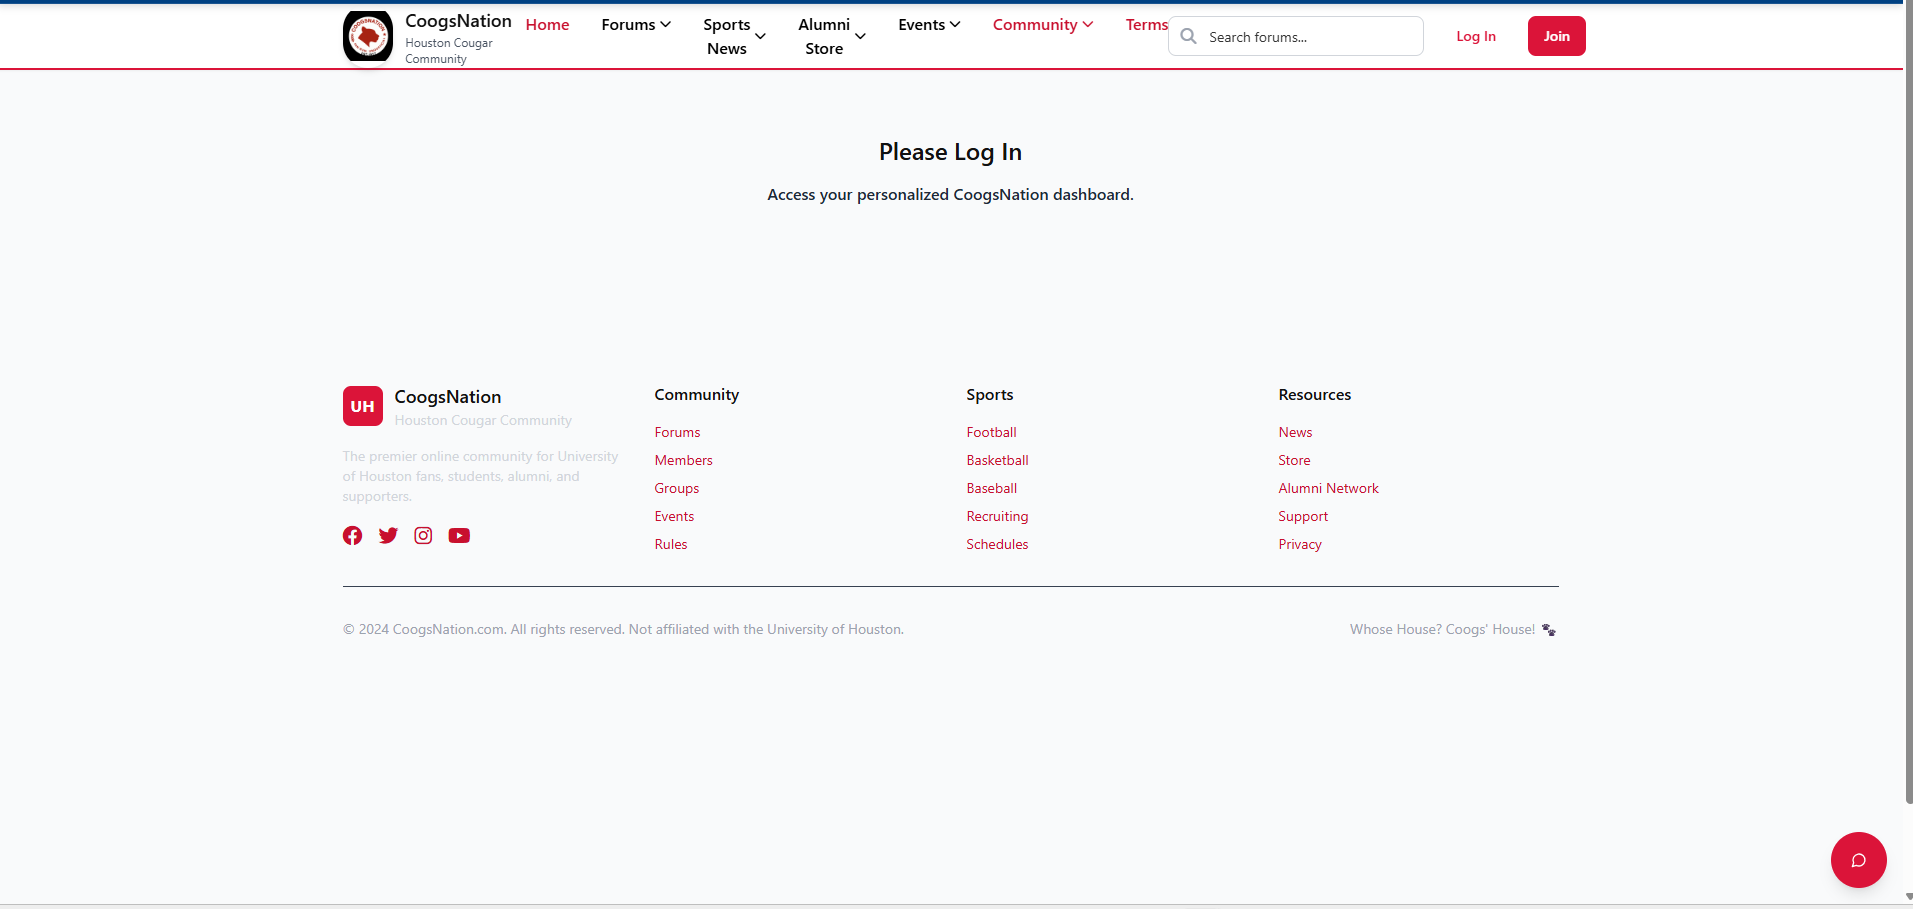 CoogsNation
Houston Cougar
Community
Home
Forums
Sports
News
Alumni
Store
Events
Community
Terms
Search forums...
Log In
Join
Please Log In
Access your personalized CoogsNation dashboard.
UH
CoogsNation
Houston Cougar Community
The premier online community for University
of Houston fans, students, alumni, and
supporters.
Community
Forums
Members
Groups
Events
Rules
Sports
Football
Basketball
Baseball
Recruiting
Schedules
Resources
News
Store
Alumni Network
Support
Privacy
© 2024 CoogsNation.com. All rights reserved. Not affiliated with the University of Houston.
Whose House? Coogs' House! 🐾